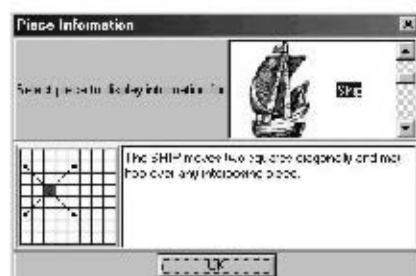 Piece Information
Select piece to display information for
Ship
The SHIP moves two squares diagonally and may
hop over any interposing piece.
OK